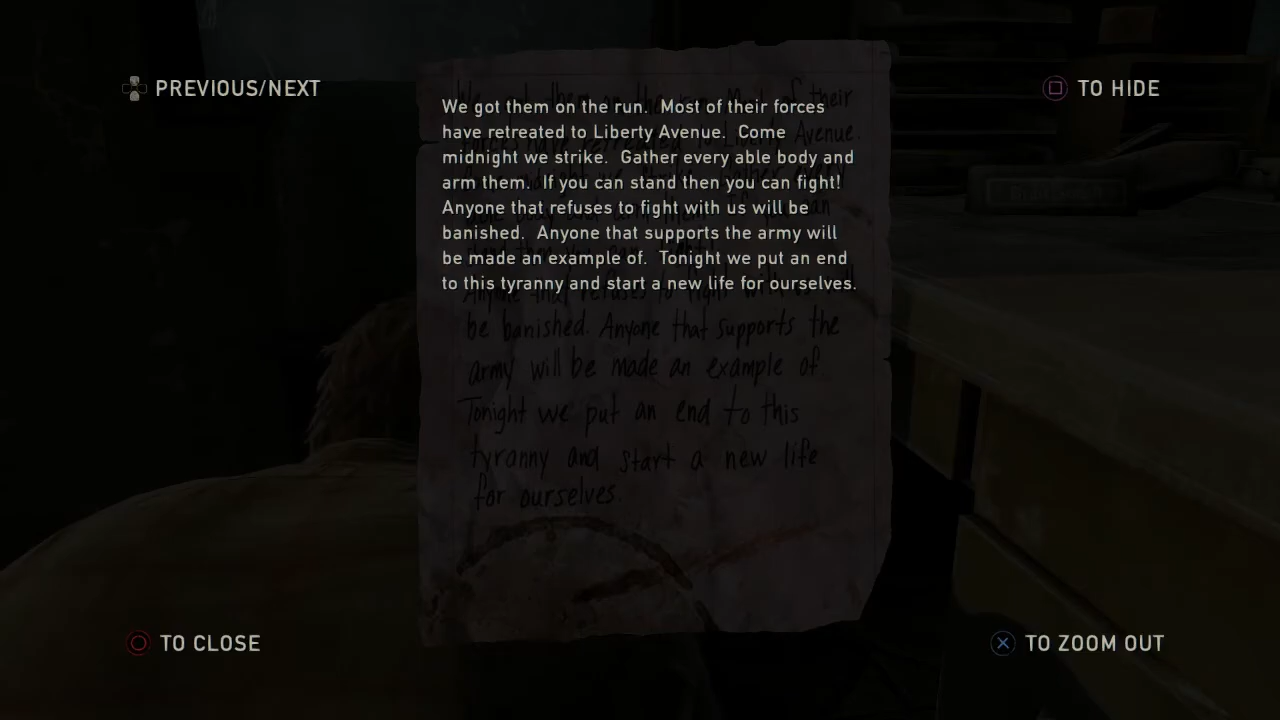 PREVIOUS/NEXT
TO HIDE
We got them on the run.  Most of their forces
have retreated to Liberty Avenue.  Come
midnight we strike.  Gather every able body and
arm them.  If you can stand then you can fight!
Anyone that refuses to fight with us will be
banished.  Anyone that supports the army will
be made an example of.  Tonight we put an end
to this tyranny and start a new life for ourselves.
be banished. Anyone that supports the
army will be made an example of.
Tonight we put an end to this
tyranny and start a new life
for ourselves.
TO CLOSE
TO ZOOM OUT